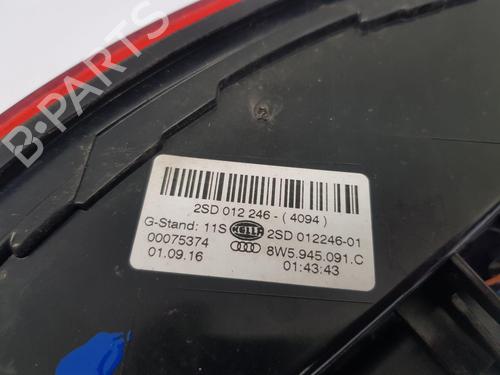 B-PARTS
2SD 012 246 - ( 4094 )
G-Stand: 11S HELLA 2SD 012246-01
00075374 8W5.945.091.C
01.09.16 01:43:43